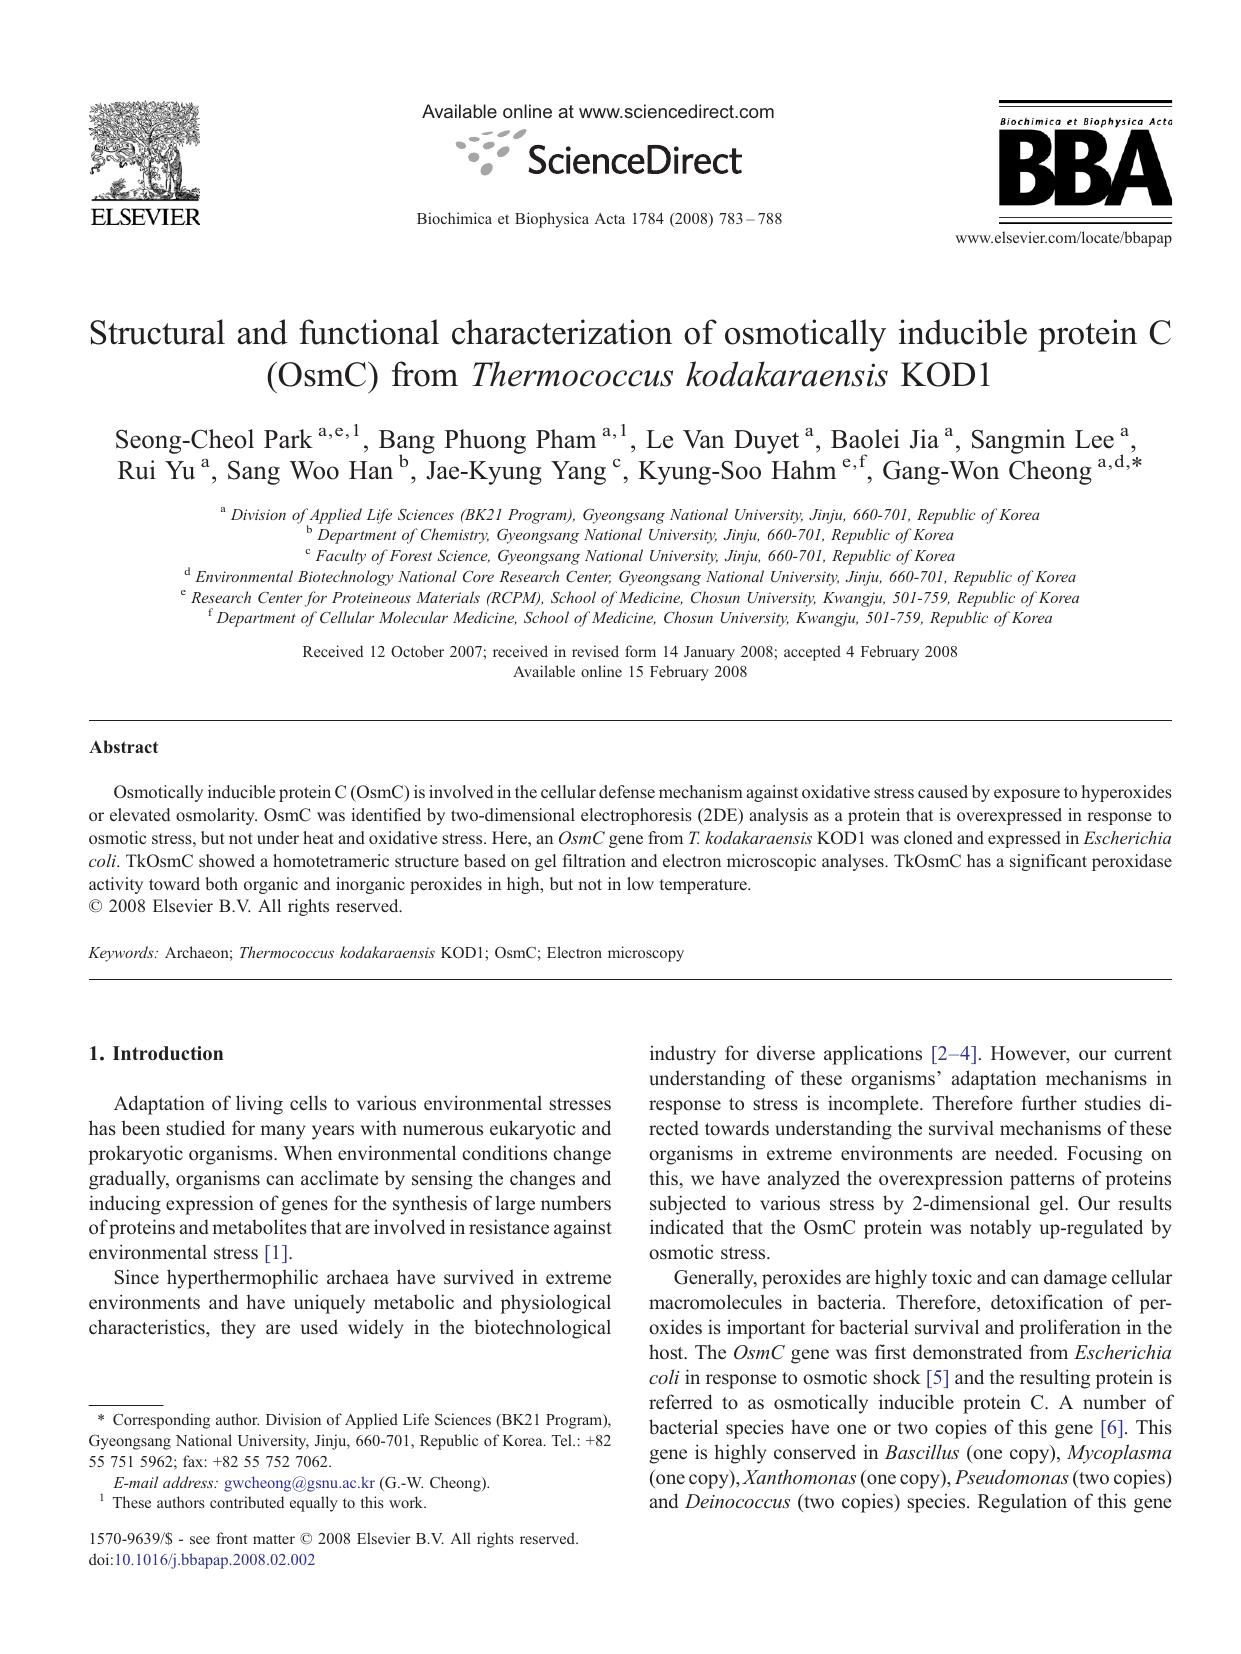 ELSEVIER
Available online at www.sciencedirect.com
ScienceDirect
Biochimica et Biophysica Acta 1784 (2008) 783–788
Biochimica et Biophysica Acta
BBA
www.elsevier.com/locate/bbapap
Structural and functional characterization of osmotically inducible protein C
(OsmC) from Thermococcus kodakaraensis KOD1
Seong-Cheol Park a,e,1, Bang Phuong Pham a,1, Le Van Duyet a, Baolei Jia a, Sangmin Lee a,
Rui Yu a, Sang Woo Han b, Jae-Kyung Yang c, Kyung-Soo Hahm e,f, Gang-Won Cheong a,d,*
a Division of Applied Life Sciences (BK21 Program), Gyeongsang National University, Jinju, 660-701, Republic of Korea
b Department of Chemistry, Gyeongsang National University, Jinju, 660-701, Republic of Korea
c Faculty of Forest Science, Gyeongsang National University, Jinju, 660-701, Republic of Korea
d Environmental Biotechnology National Core Research Center, Gyeongsang National University, Jinju, 660-701, Republic of Korea
e Research Center for Proteineous Materials (RCPM), School of Medicine, Chosun University, Kwangju, 501-759, Republic of Korea
f Department of Cellular Molecular Medicine, School of Medicine, Chosun University, Kwangju, 501-759, Republic of Korea
Received 12 October 2007; received in revised form 14 January 2008; accepted 4 February 2008
Available online 15 February 2008
Abstract
Osmotically inducible protein C (OsmC) is involved in the cellular defense mechanism against oxidative stress caused by exposure to hyperoxides
or elevated osmolarity. OsmC was identified by two-dimensional electrophoresis (2DE) analysis as a protein that is overexpressed in response to
osmotic stress, but not under heat and oxidative stress. Here, an OsmC gene from T. kodakaraensis KOD1 was cloned and expressed in Escherichia
coli. TkOsmC showed a homotetrameric structure based on gel filtration and electron microscopic analyses. TkOsmC has a significant peroxidase
activity toward both organic and inorganic peroxides in high, but not in low temperature.
© 2008 Elsevier B.V. All rights reserved.
Keywords: Archaeon; Thermococcus kodakaraensis KOD1; OsmC; Electron microscopy
1. Introduction
Adaptation of living cells to various environmental stresses
has been studied for many years with numerous eukaryotic and
prokaryotic organisms. When environmental conditions change
gradually, organisms can acclimate by sensing the changes and
inducing expression of genes for the synthesis of large numbers
of proteins and metabolites that are involved in resistance against
environmental stress [1].
Since hyperthermophilic archaea have survived in extreme
environments and have uniquely metabolic and physiological
characteristics, they are used widely in the biotechnological
* Corresponding author. Division of Applied Life Sciences (BK21 Program),
Gyeongsang National University, Jinju, 660-701, Republic of Korea. Tel.: +82
55 751 5962; fax: +82 55 752 7062.
E-mail address: gwcheong@gsnu.ac.kr (G.-W. Cheong).
1 These authors contributed equally to this work.
industry for diverse applications [2–4]. However, our current
understanding of these organisms’ adaptation mechanisms in
response to stress is incomplete. Therefore further studies di-
rected towards understanding the survival mechanisms of these
organisms in extreme environments are needed. Focusing on
this, we have analyzed the overexpression patterns of proteins
subjected to various stress by 2-dimensional gel. Our results
indicated that the OsmC protein was notably up-regulated by
osmotic stress.
Generally, peroxides are highly toxic and can damage cellular
macromolecules in bacteria. Therefore, detoxification of per-
oxides is important for bacterial survival and proliferation in the
host. The OsmC gene was first demonstrated from Escherichia
coli in response to osmotic shock [5] and the resulting protein is
referred to as osmotically inducible protein C. A number of
bacterial species have one or two copies of this gene [6]. This
gene is highly conserved in Bascillus (one copy), Mycoplasma
(one copy), Xanthomonas (one copy), Pseudomonas (two copies)
and Deinococcus (two copies) species. Regulation of this gene
1570-9639/$ - see front matter © 2008 Elsevier B.V. All rights reserved.
doi:10.1016/j.bbapap.2008.02.002